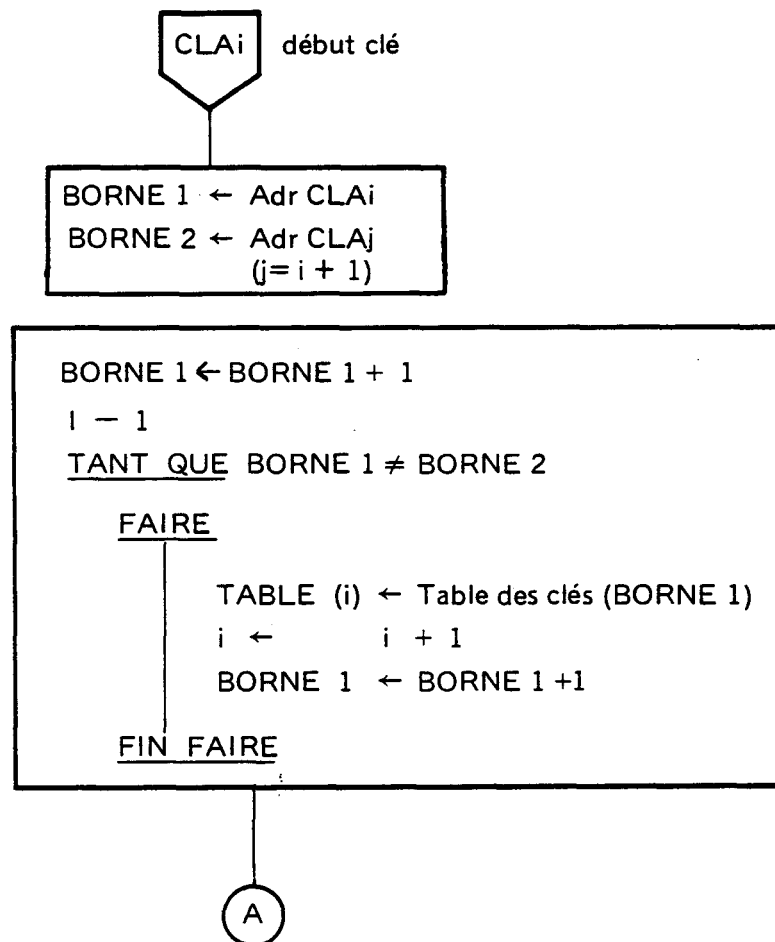 CLAi début clé
BORNE 1 ← Adr CLAi
BORNE 2 ← Adr CLAj
(j= i + 1)
BORNE 1 ← BORNE 1 + 1
I − 1
TANT QUE BORNE 1 ≠ BORNE 2
FAIRE
TABLE (i) ← Table des clés (BORNE 1)
i ← i + 1
BORNE 1 ← BORNE 1 +1
FIN FAIRE
A